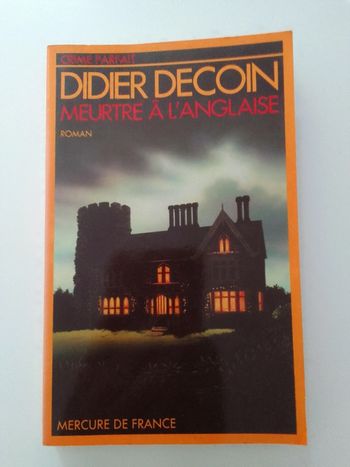 CRIME PARFAIT
DIDIER DECOIN
MEURTRE À L'ANGLAISE
ROMAN
MERCURE DE FRANCE